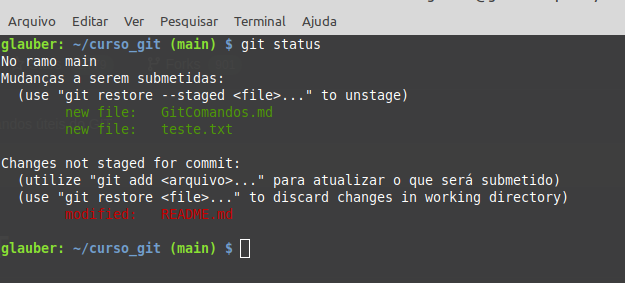 Arquivo Editar Ver Pesquisar Terminal Ajuda
glauber: ~/curso_git (main) $ git status
No ramo main
Mudanças a serem submetidas:
  (use "git restore --staged <file>..." to unstage)
        new file:   GitComandos.md
        new file:   teste.txt

Changes not staged for commit:
  (utilize "git add <arquivo>..." para atualizar o que será submetido)
  (use "git restore <file>..." to discard changes in working directory)
        modified:   README.md

glauber: ~/curso_git (main) $